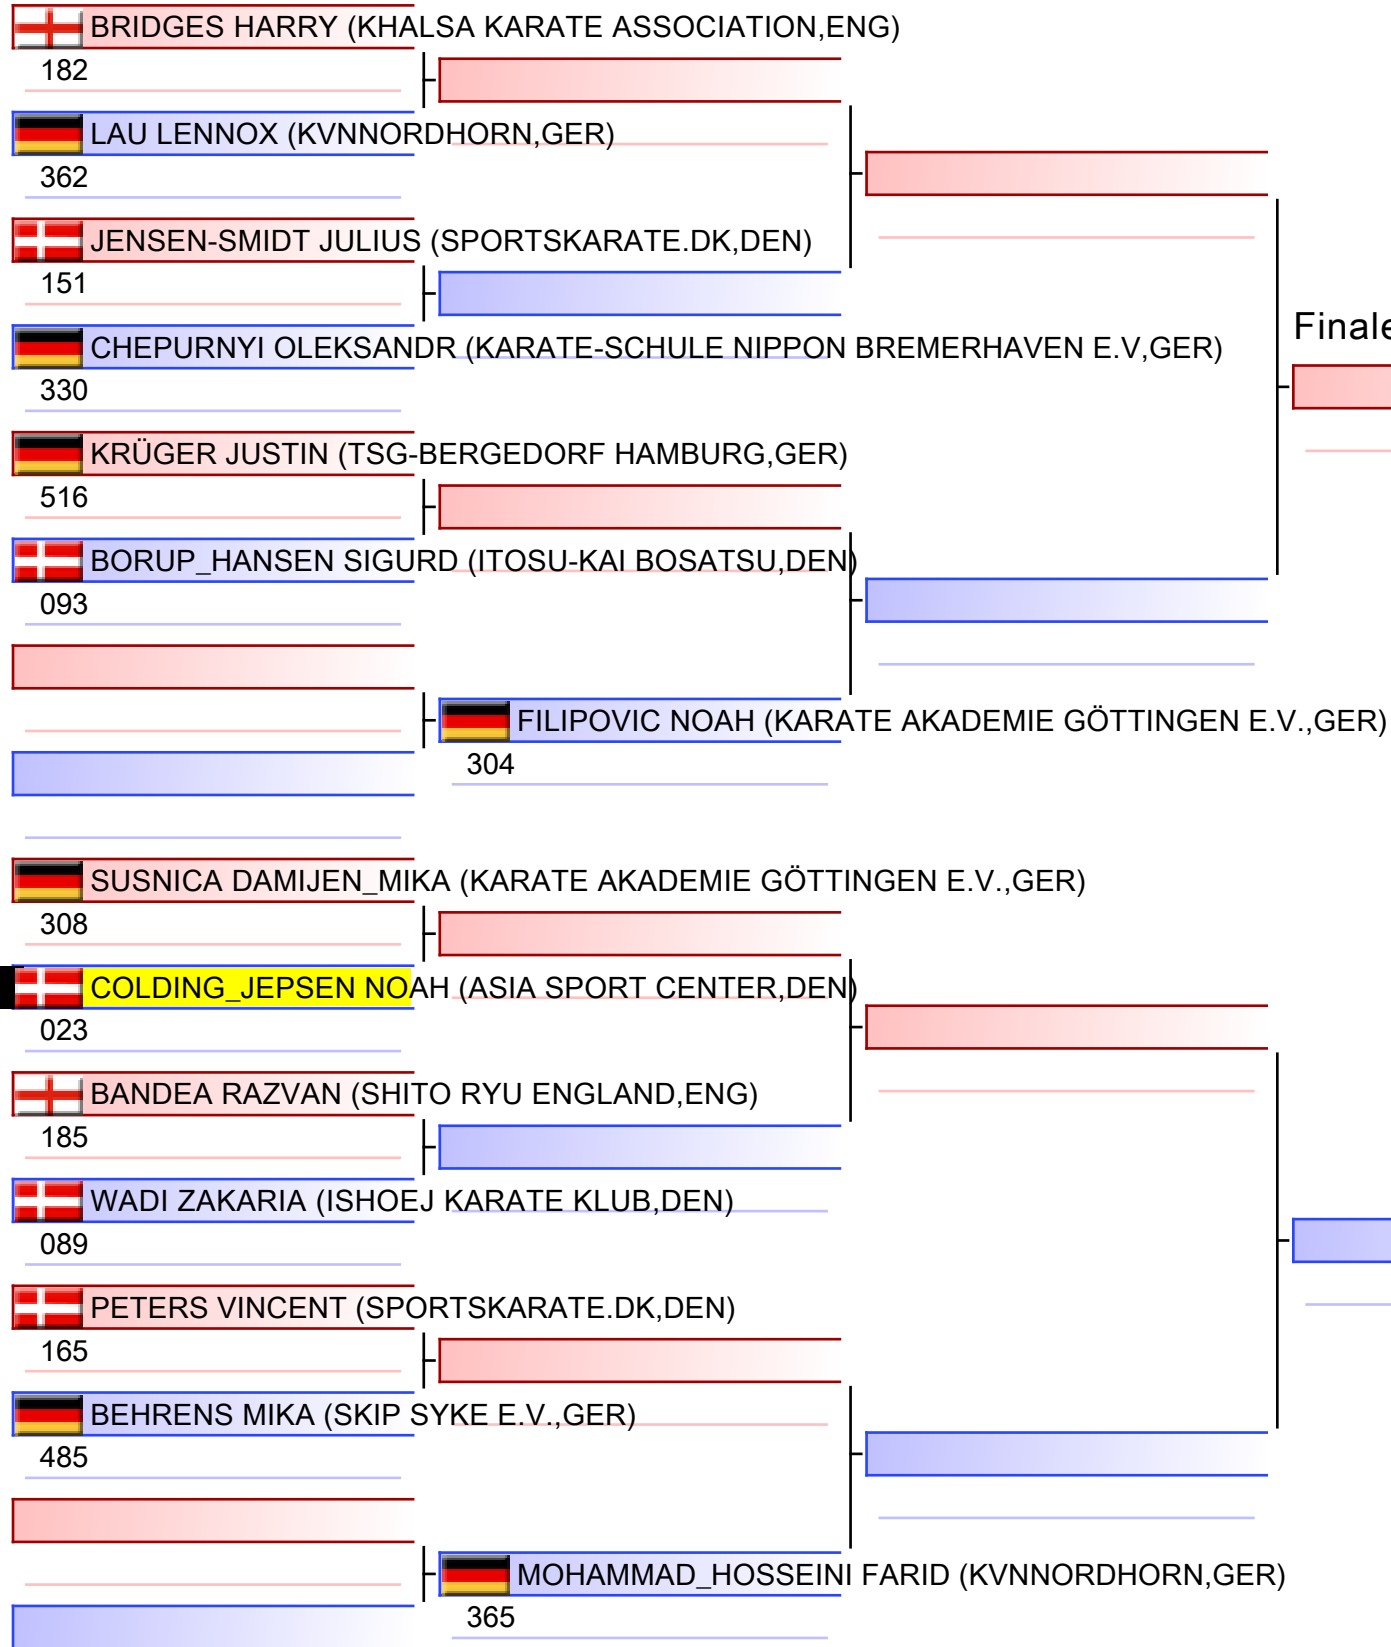 BRIDGES HARRY (KHALSA KARATE ASSOCIATION,ENG)
182
LAU LENNOX (KVNNORDHORN,GER)
362
JENSEN-SMIDT JULIUS (SPORTSKARATE.DK,DEN)
151
CHEPURNYI OLEKSANDR (KARATE-SCHULE NIPPON BREMERHAVEN E.V,GER)
330
Finale
KRÜGER JUSTIN (TSG-BERGEDORF HAMBURG,GER)
516
BORUP_HANSEN SIGURD (ITOSU-KAI BOSATSU,DEN)
093
FILIPOVIC NOAH (KARATE AKADEMIE GÖTTINGEN E.V.,GER)
304
SUSNICA DAMIJEN_MIKA (KARATE AKADEMIE GÖTTINGEN E.V.,GER)
308
COLDING_JEPSEN NOAH (ASIA SPORT CENTER,DEN)
023
BANDEA RAZVAN (SHITO RYU ENGLAND,ENG)
185
WADI ZAKARIA (ISHOEJ KARATE KLUB,DEN)
089
PETERS VINCENT (SPORTSKARATE.DK,DEN)
165
BEHRENS MIKA (SKIP SYKE E.V.,GER)
485
MOHAMMAD_HOSSEINI FARID (KVNNORDHORN,GER)
365